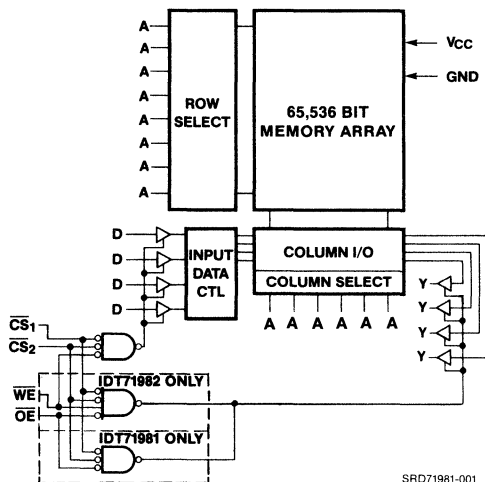 A
A
A
A
A
A
A
A
ROW
SELECT
65,536 BIT
MEMORY ARRAY
VCC
GND
D
D
D
D
INPUT
DATA
CTL
COLUMN I/O
COLUMN SELECT
A A A A A A
Y
Y
Y
Y
CS1
CS2
WE
OE
IDT71982 ONLY
IDT71981 ONLY
SRD71981-001